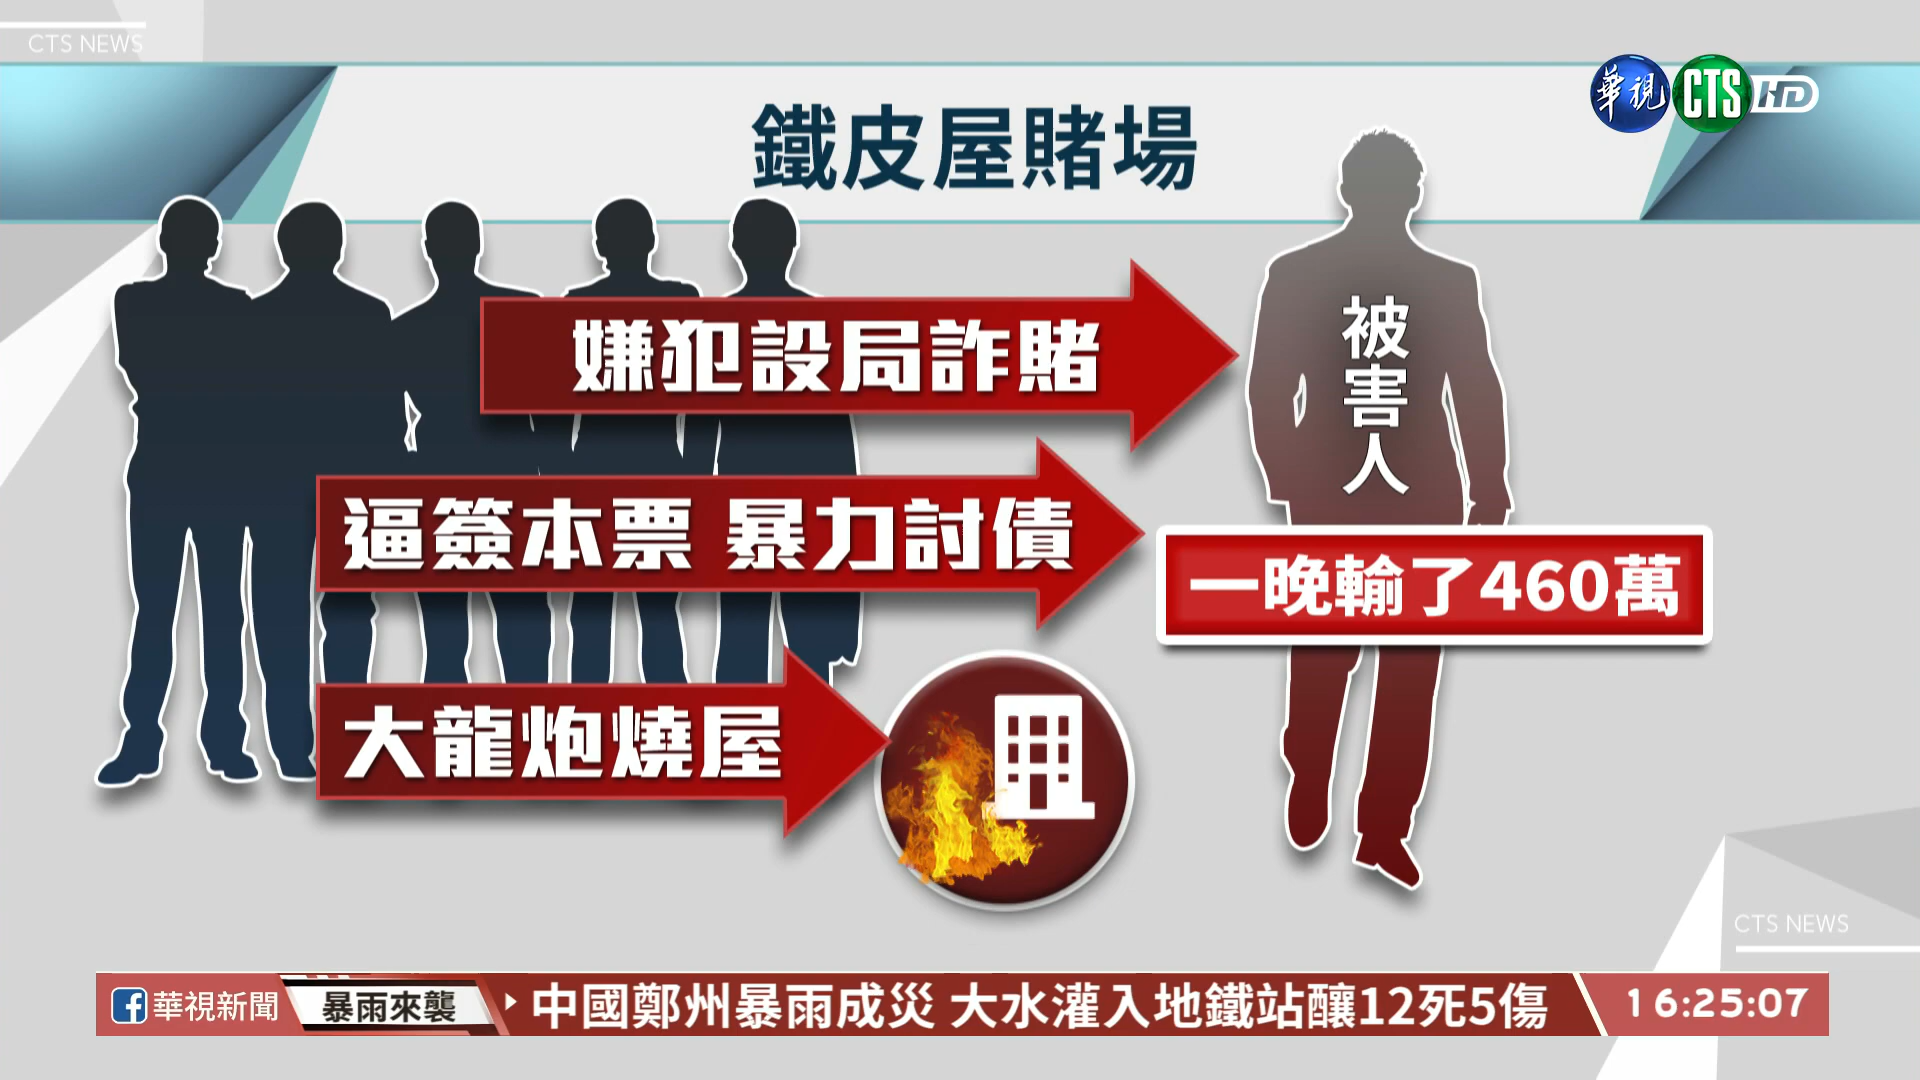 CTS NEWS
華視 CTS HD
鐵皮屋賭場
嫌犯設局詐賭
被害人
逼簽本票 暴力討債
一晚輸了460萬
大龍炮燒屋
CTS NEWS
華視新聞
暴雨來襲
中國鄭州暴雨成災 大水灌入地鐵站釀12死5傷
16:25:07